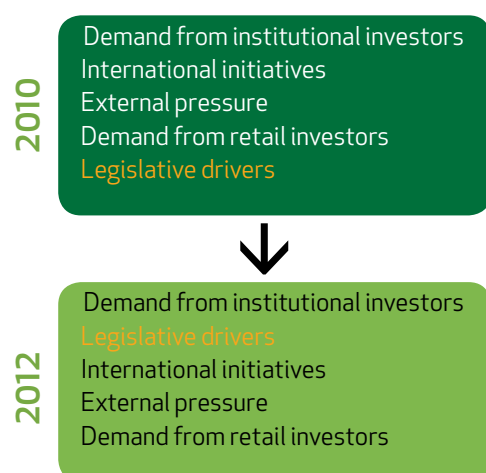 2010
Demand from institutional investors
International initiatives
External pressure
Demand from retail investors
Legislative drivers
2012
Demand from institutional investors
Legislative drivers
International initiatives
External pressure
Demand from retail investors